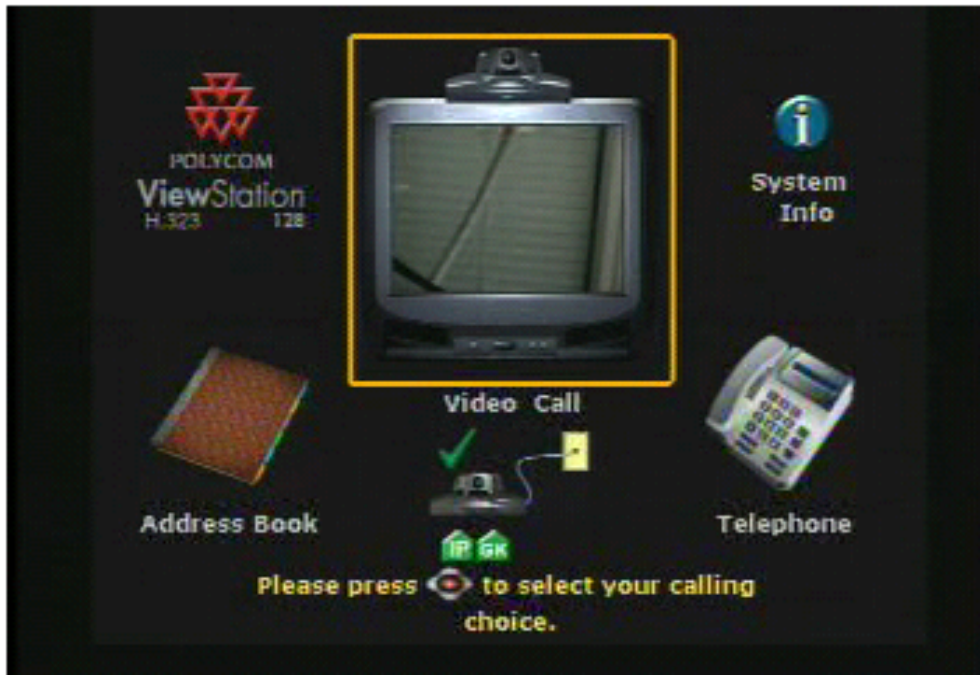 POLYCOM
ViewStation
H.323 128
i
System
Info
Video Call
Address Book
Telephone
IP GK
Please press to select your calling
choice.